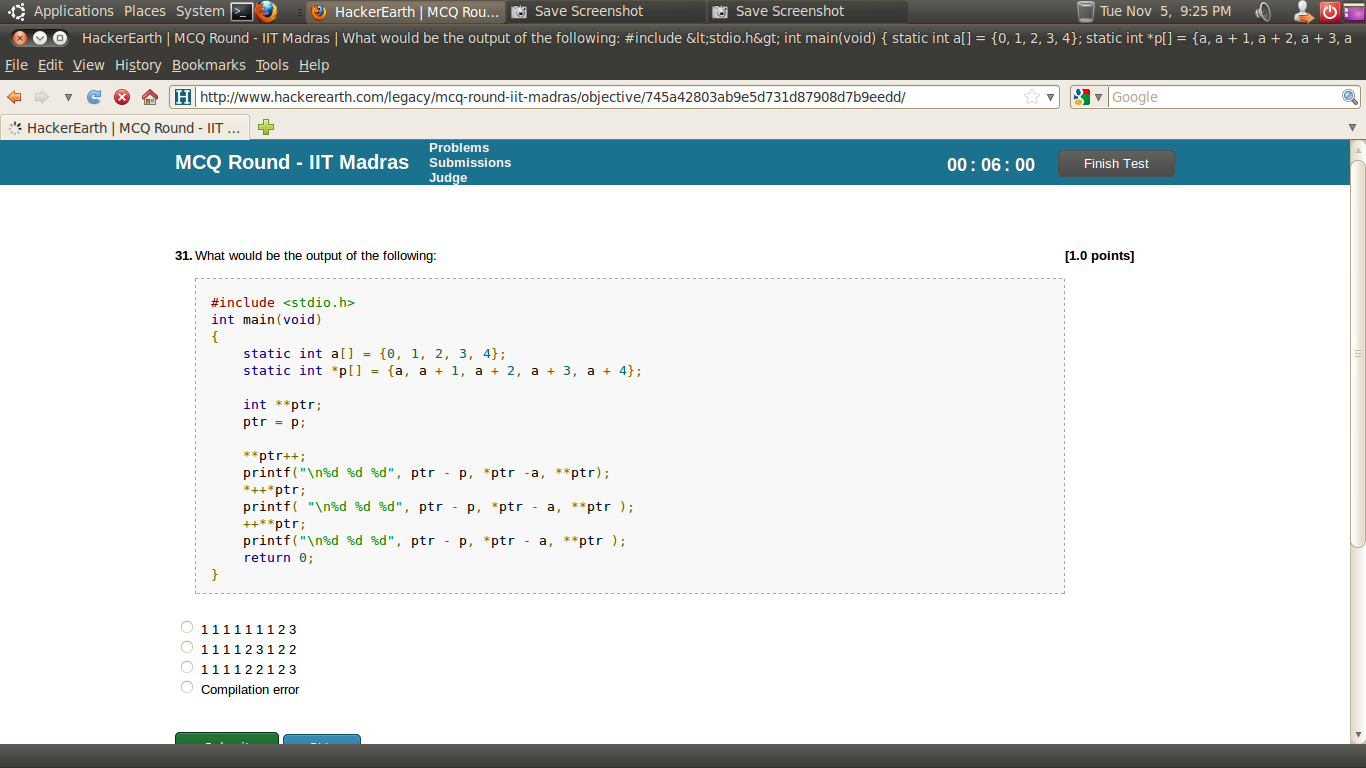 Applications Places System HackerEarth | MCQ Rou... Save Screenshot Save Screenshot Tue Nov 5, 9:25 PM
HackerEarth | MCQ Round - IIT Madras | What would be the output of the following: #include &lt;stdio.h&gt; int main(void) { static int a[] = {0, 1, 2, 3, 4}; static int *p[] = {a, a + 1, a + 2, a + 3, a
File Edit View History Bookmarks Tools Help
H http://www.hackerearth.com/legacy/mcq-round-iit-madras/objective/745a42803ab9e5d731d87908d7b9eedd/ Google
HackerEarth | MCQ Round - IIT ...
MCQ Round - IIT Madras
Problems
Submissions
Judge
00 : 06 : 00
Finish Test
31. What would be the output of the following: [1.0 points]
#include <stdio.h>
int main(void)
{
static int a[] = {0, 1, 2, 3, 4};
static int *p[] = {a, a + 1, a + 2, a + 3, a + 4};
int **ptr;
ptr = p;
**ptr++;
printf("\n%d %d %d", ptr - p, *ptr -a, **ptr);
*++*ptr;
printf( "\n%d %d %d", ptr - p, *ptr - a, **ptr );
++**ptr;
printf("\n%d %d %d", ptr - p, *ptr - a, **ptr );
return 0;
}
1 1 1 1 1 1 1 2 3
1 1 1 1 2 3 1 2 2
1 1 1 1 2 2 1 2 3
Compilation error